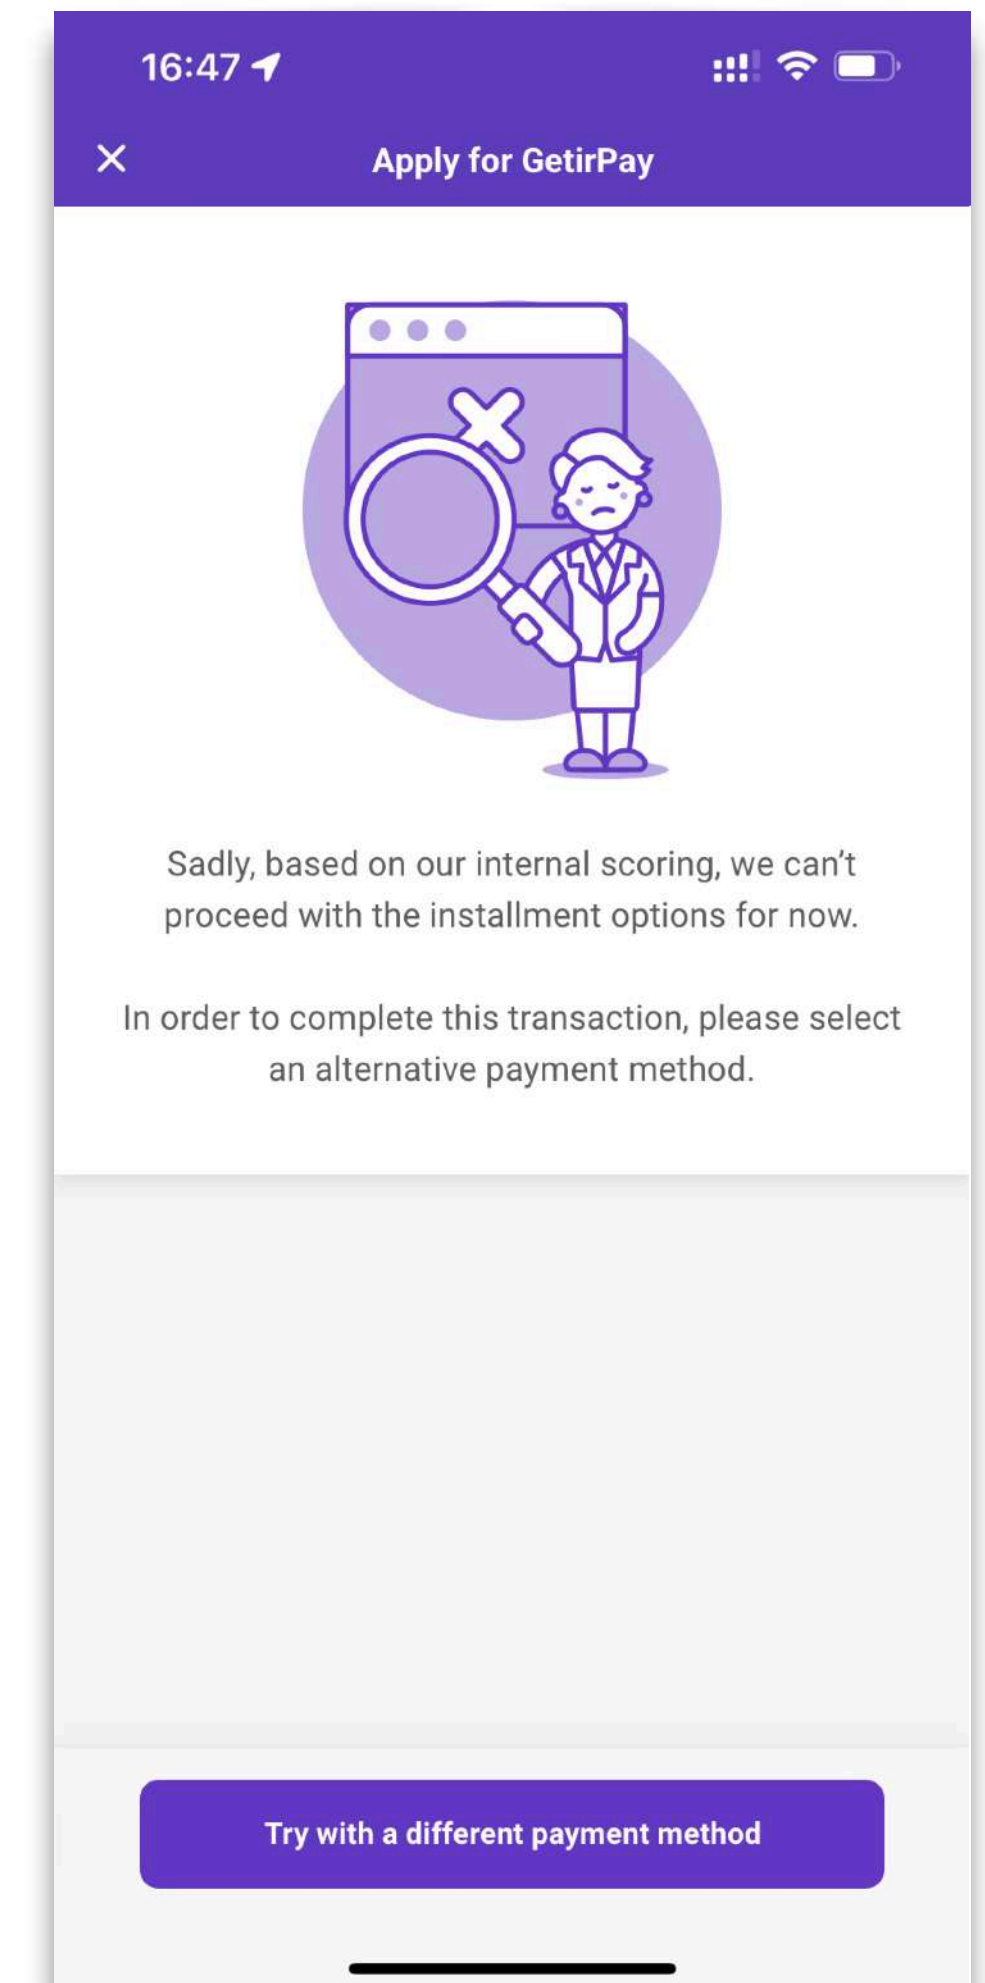 16:47
Apply for GetirPay
Sadly, based on our internal scoring, we can’t
proceed with the installment options for now.
In order to complete this transaction, please select
an alternative payment method.
Try with a different payment method